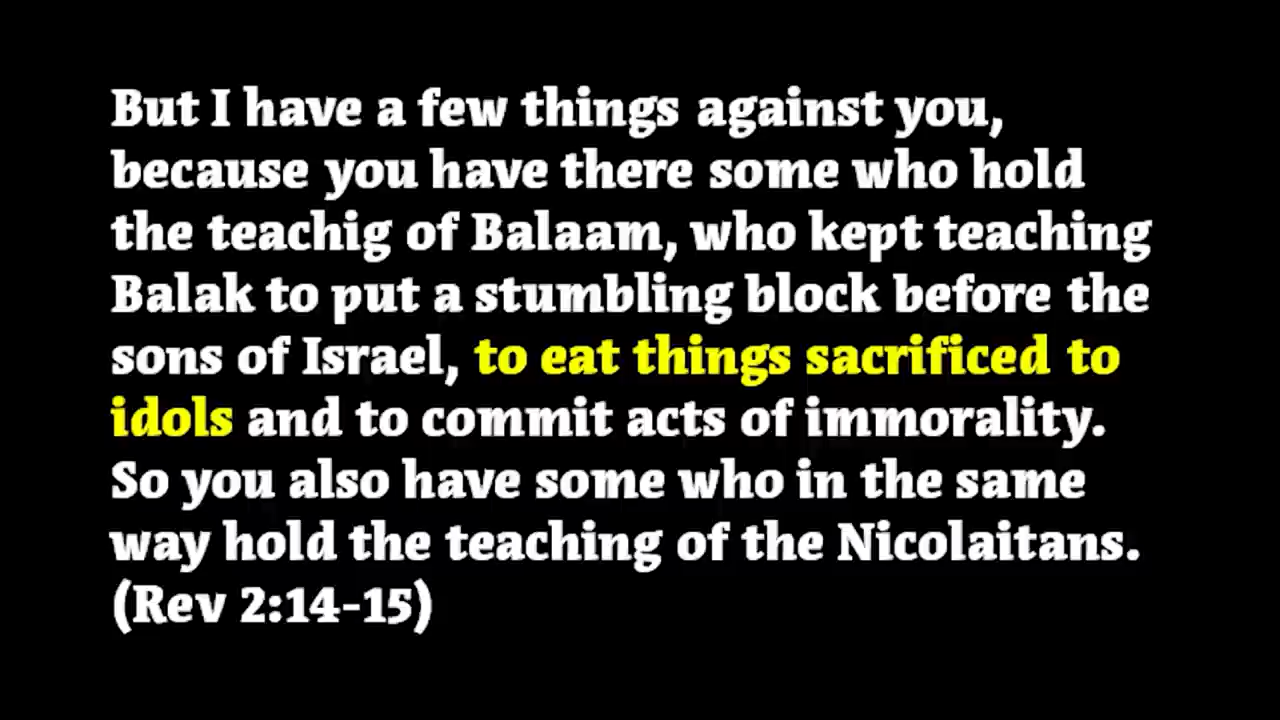 But I have a few things against you,
because you have there some who hold
the teachig of Balaam, who kept teaching
Balak to put a stumbling block before the
sons of Israel, to eat things sacrificed to
idols and to commit acts of immorality.
So you also have some who in the same
way hold the teaching of the Nicolaitans.
(Rev 2:14-15)